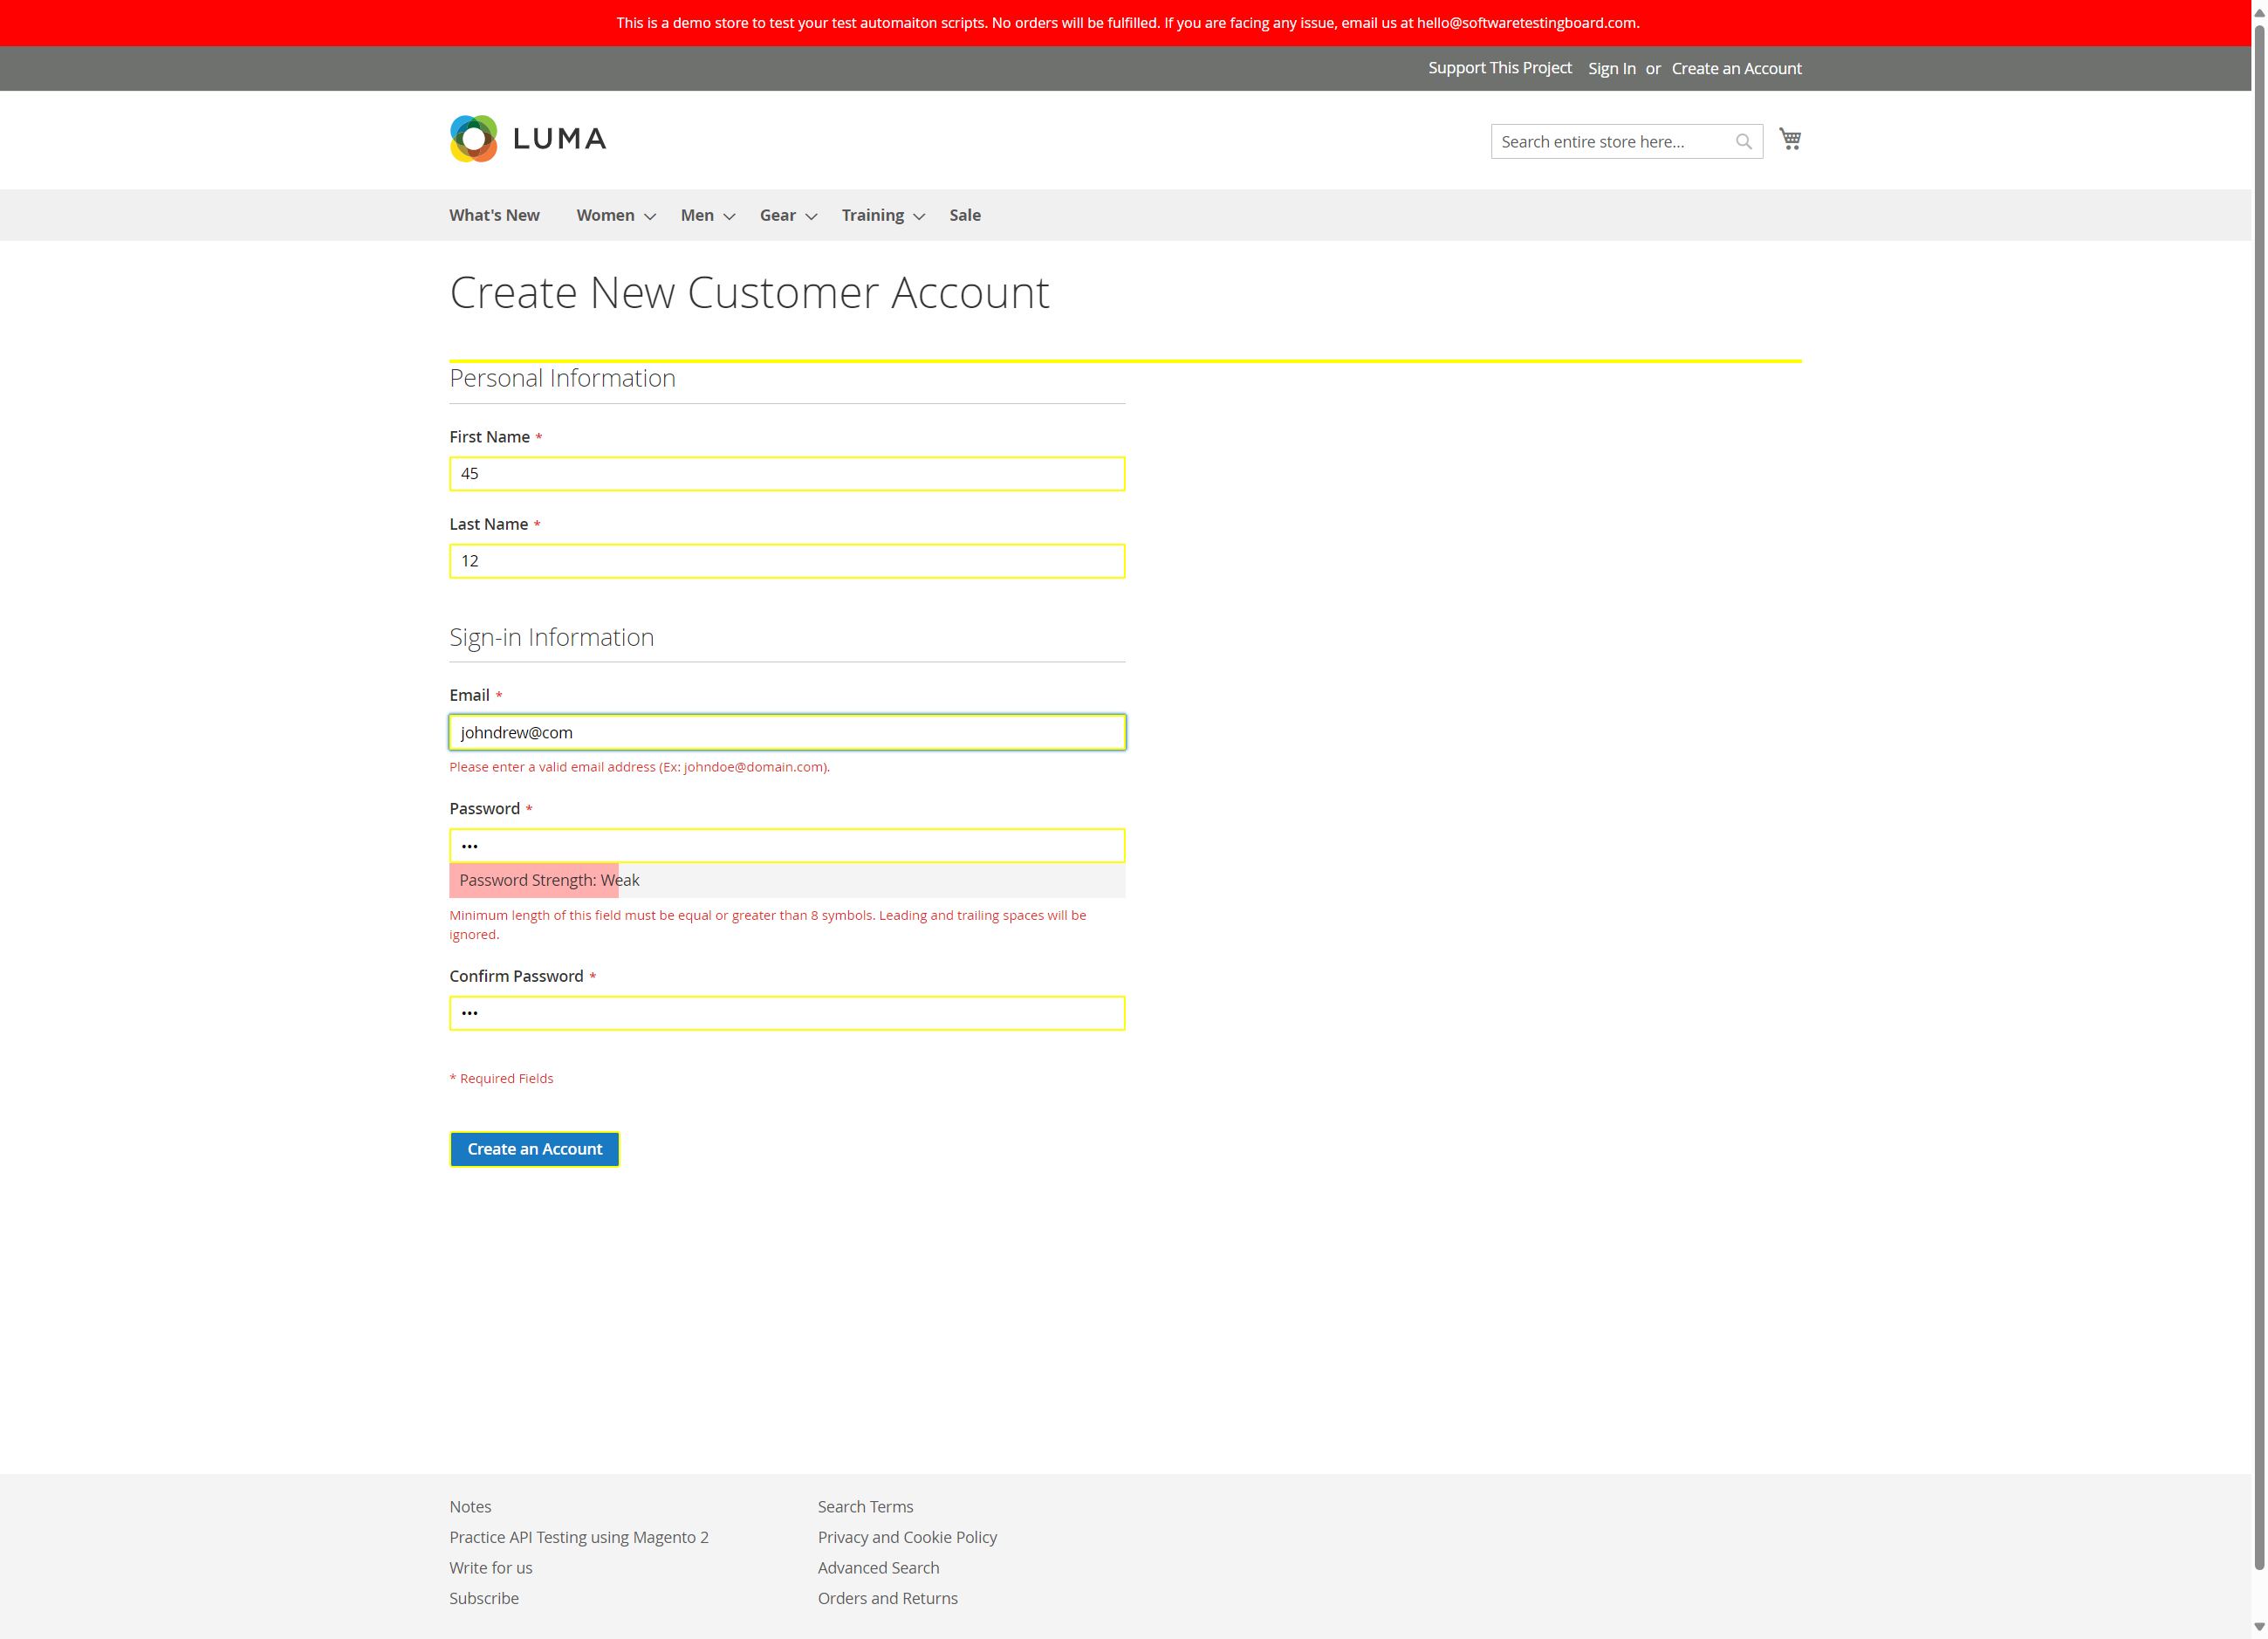 This is a demo store to test your test automaiton scripts. No orders will be fulfilled. If you are facing any issue, email us at hello@softwaretestingboard.com.
Support This Project Sign In or Create an Account
LUMA
Search entire store here...
What's New Women Men Gear Training Sale
Create New Customer Account
Personal Information
First Name *
45
Last Name *
12
Sign-in Information
Email *
johndrew@com
Please enter a valid email address (Ex: johndoe@domain.com).
Password *
•••
Password Strength: Weak
Minimum length of this field must be equal or greater than 8 symbols. Leading and trailing spaces will be
ignored.
Confirm Password *
•••
* Required Fields
Create an Account
Notes
Practice API Testing using Magento 2
Write for us
Subscribe
Search Terms
Privacy and Cookie Policy
Advanced Search
Orders and Returns